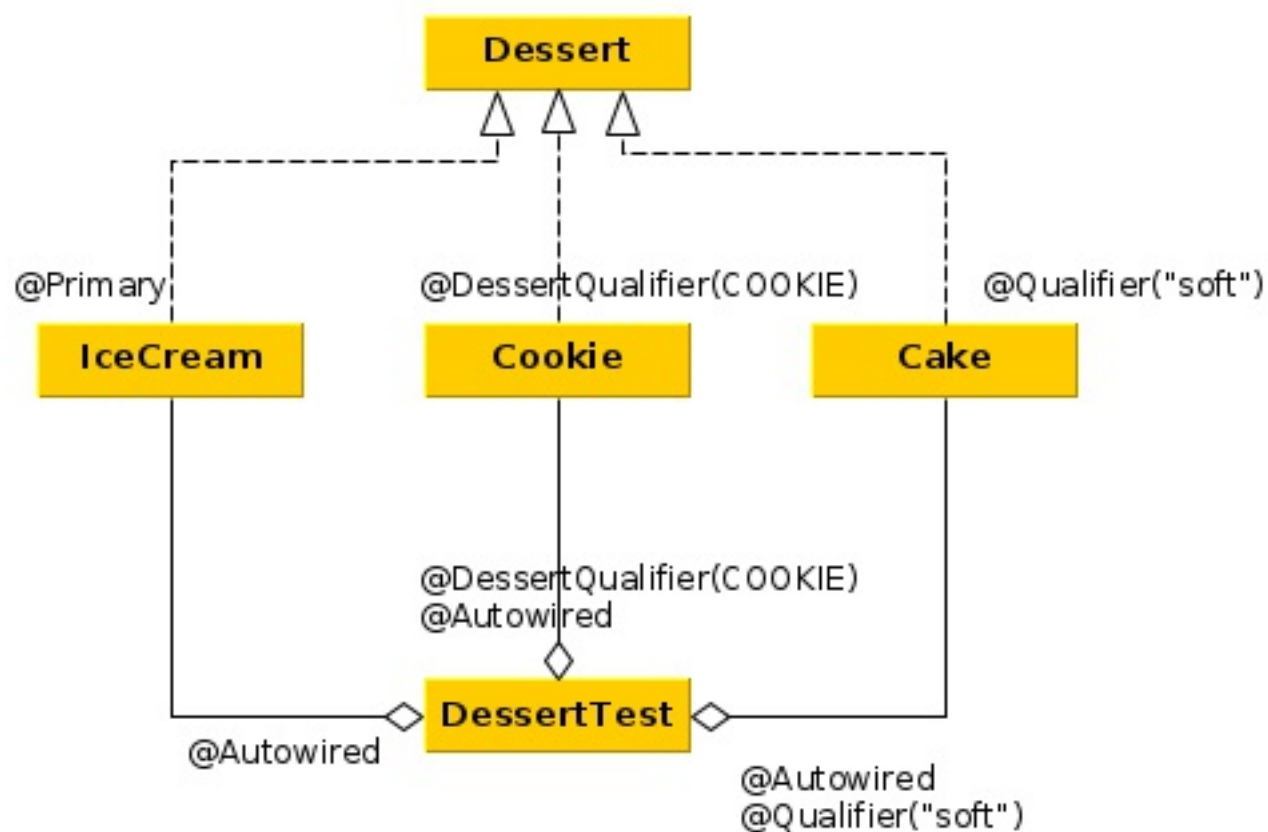 Dessert
@Primary
@DessertQualifier(COOKIE)
@Qualifier("soft")
IceCream
Cookie
Cake
@DessertQualifier(COOKIE)
@Autowired
DessertTest
@Autowired
@Autowired
@Qualifier("soft")